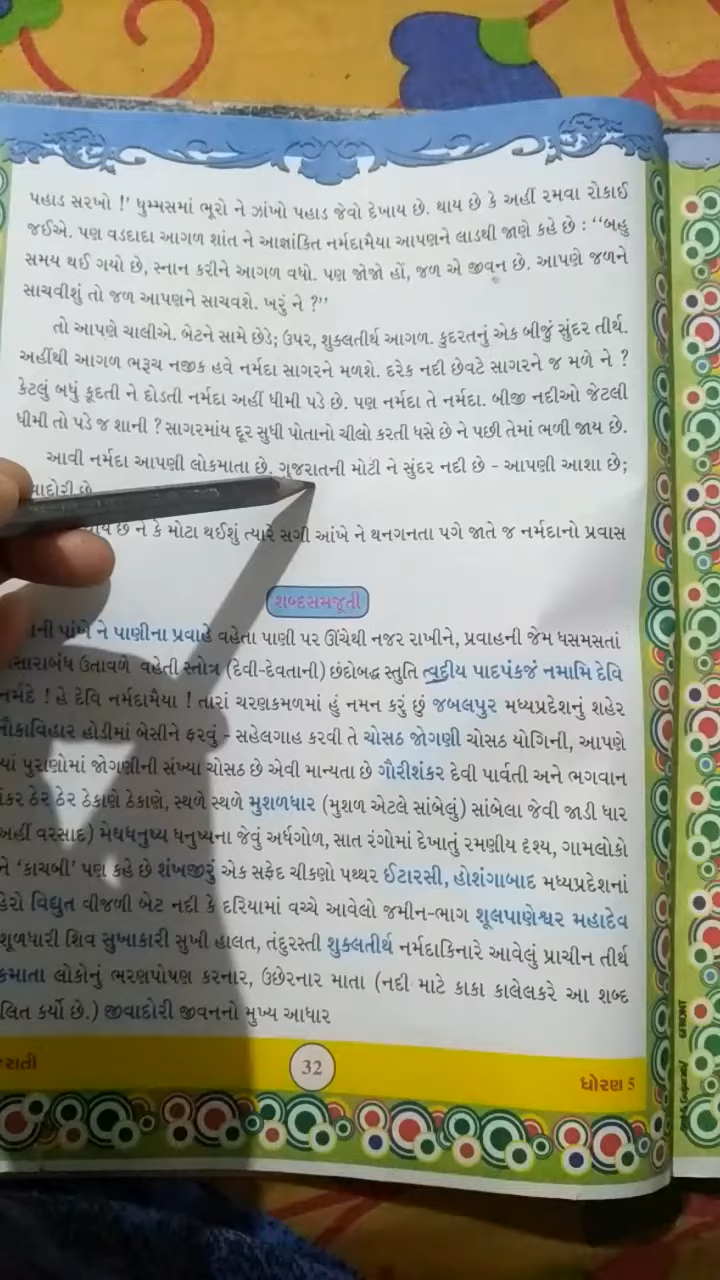 પહાડ સરખો !' ધુમ્મસમાં ભૂરો ને ઝાંખો પહાડ જેવો દેખાય છે. થાય છે કે અહીં રમવા રોકાઈ
જઈએ. પણ વડદાદા આગળ શાંત ને આજ્ઞાંકિત નર્મદામૈયા આપણને લાડથી જાણે કહે છે : “બહુ
સમય થઈ ગયો છે, સ્નાન કરીને આગળ વધો. પણ જોજો હોં, જળ એ જીવન છે. આપણે જળને
સાચવીશું તો જળ આપણને સાચવશે. ખરું ને ?”
તો આપણે ચાલીએ. બેટને સામે છેડે; ઉપર, શુક્લતીર્થ આગળ. કુદરતનું એક બીજું સુંદર તીર્થ.
અહીંથી આગળ ભરૂચ નજીક હવે નર્મદા સાગરને મળશે. દરેક નદી છેવટે સાગરને જ મળે ને ?
કેટલું બધું કૂદતી ને દોડતી નર્મદા અહીં ધીમી પડે છે. પણ નર્મદા તે નર્મદા. બીજી નદીઓ જેટલી
ધીમી તો પડે જ શાની ? સાગરમાંય દૂર સુધી પોતાનો ચીલો કરતી ધસે છે ને પછી તેમાં ભળી જાય છે.
આવી નર્મદા આપણી લોકમાતા છે. ગુજરાતની મોટી ને સુંદર નદી છે - આપણી આશા છે;
વાદોરી છે
છે ને કે મોટા થઈશું ત્યારે સગી આંખે ને થનગનતા પગે જાતે જ નર્મદાનો પ્રવાસ
શબ્દસમજૂતી
ની પાંખે ને પાણીના પ્રવાહે વહેતા પાણી પર ઊંચેથી નજર રાખીને, પ્રવાહની જેમ ધસમસતાં
સારાબંધ ઉતાવળે વહેતી સ્તોત્ર (દેવી-દેવતાની) છંદોબદ્ધ સ્તુતિ ત્વદીય પાદપંકજં નમામિ દેવિ
નર્મદે ! હે દેવિ નર્મદામૈયા ! તારાં ચરણકમળમાં હું નમન કરું છું જબલપુર મધ્યપ્રદેશનું શહેર
નૌકાવિહાર હોડીમાં બેસીને ફરવું - સહેલગાહ કરવી તે ચોસઠ જોગણી ચોસઠ યોગિની, આપણે
યાં પુરાણોમાં જોગણીની સંખ્યા ચોસઠ છે એવી માન્યતા છે ગૌરીશંકર દેવી પાર્વતી અને ભગવાન
કર ઠેર ઠેર ઠેકાણે ઠેકાણે, સ્થળે સ્થળે મુશળધાર (મુશળ એટલે સાંબેલું) સાંબેલા જેવી જાડી ધાર
અહીં વરસાદ) મેઘધનુષ્ય ધનુષ્યના જેવું અર્ધગોળ, સાત રંગોમાં દેખાતું રમણીય દૃશ્ય, ગામલોકો
ને ‘કાચબી’ પણ કહે છે શંખજીરું એક સફેદ ચીકણો પથ્થર ઈટારસી, હોશંગાબાદ મધ્યપ્રદેશનાં
હેરો વિદ્યુત વીજળી બેટ નદી કે દરિયામાં વચ્ચે આવેલો જમીન-ભાગ શૂલપાણેશ્વર મહાદેવ
શૂળધારી શિવ સુખાકારી સુખી હાલત, તંદુરસ્તી શુક્લતીર્થ નર્મદાકિનારે આવેલું પ્રાચીન તીર્થ
કમાતા લોકોનું ભરણપોષણ કરનાર, ઉછેરનાર માતા (નદી માટે કાકા કાલેલકરે આ શબ્દ
લિત કર્યો છે.) જીવાદોરી જીવનનો મુખ્ય આધાર
રાતી
32
ધોરણ 5